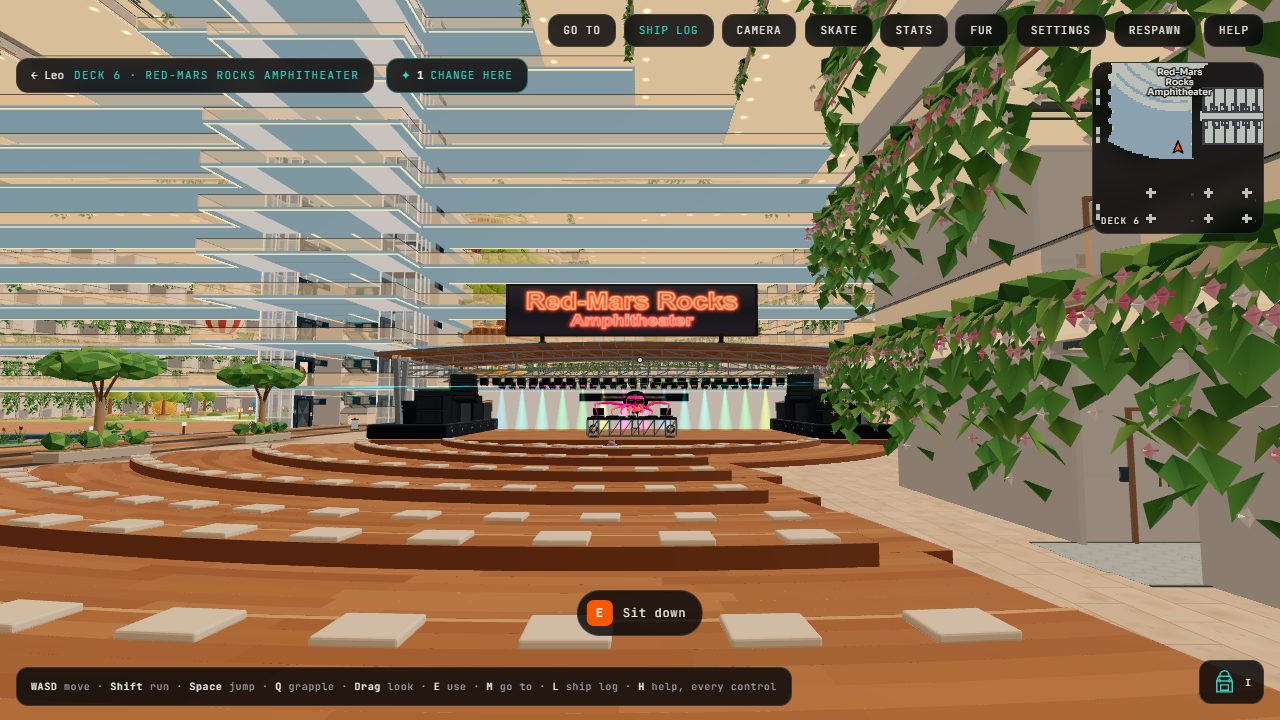 GO TO
SHIP LOG
CAMERA
SKATE
STATS
FUR
SETTINGS
RESPAWN
HELP
← Leo DECK 6 · RED-MARS ROCKS AMPHITHEATER
✦ 1 CHANGE HERE
Red-Mars
Rocks
Amphitheater
DECK 6
Red-Mars Rocks
Amphitheater
E Sit down
WASD move · Shift run · Space jump · Q grapple · Drag look · E use · M go to · L ship log · H help, every control
I